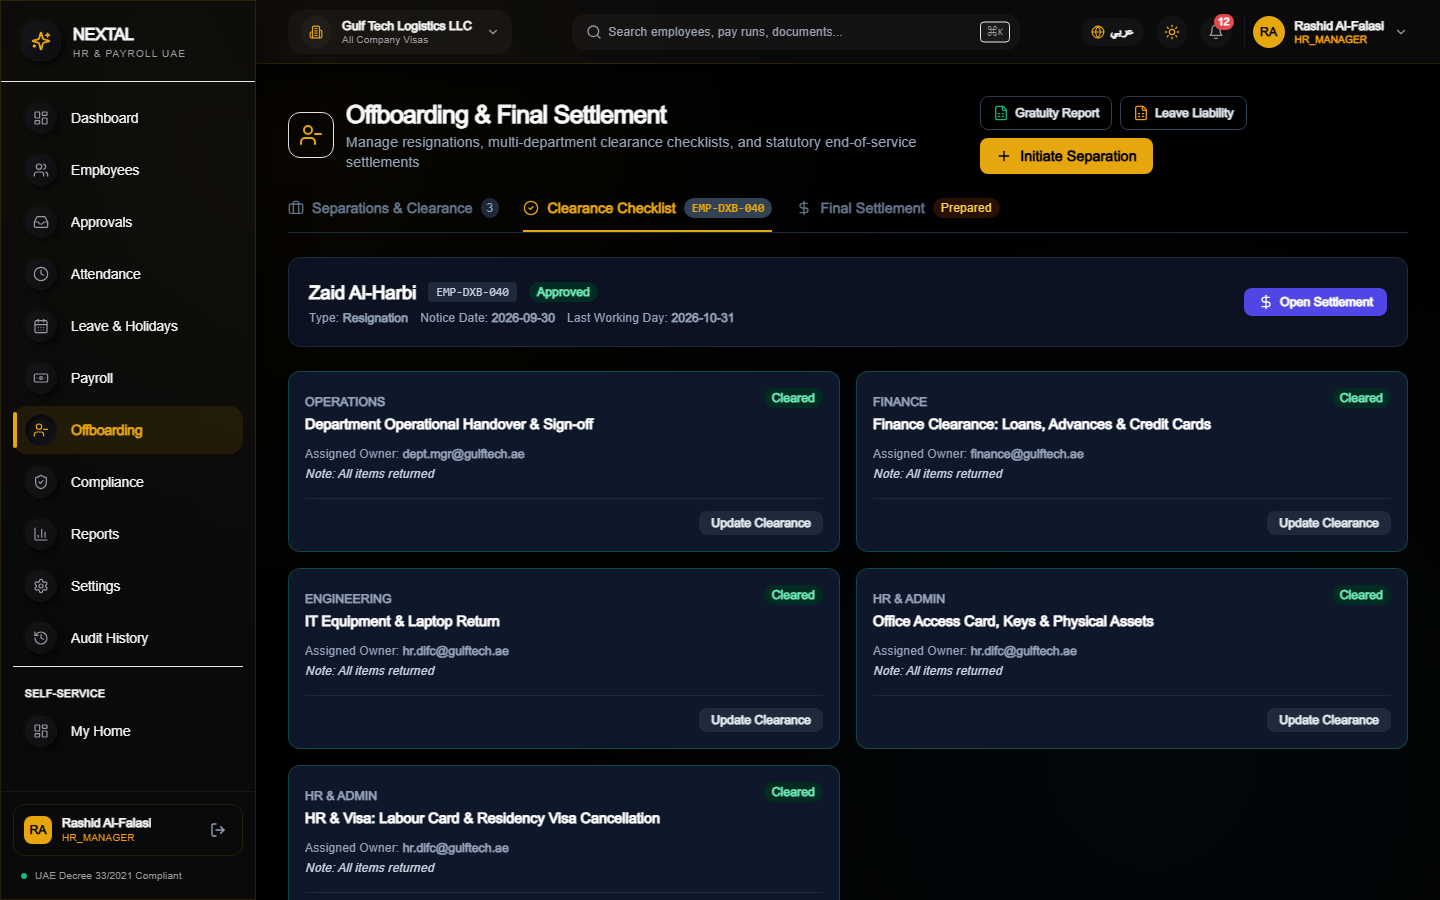 NEXTAL
HR & PAYROLL UAE
Gulf Tech Logistics LLC
All Company Visas
Search employees, pay runs, documents...
⌘K
عربي
12
RA
Rashid Al-Falasi
HR_MANAGER
Dashboard
Employees
Approvals
Attendance
Leave & Holidays
Payroll
Offboarding
Compliance
Reports
Settings
Audit History
SELF-SERVICE
My Home
RA
Rashid Al-Falasi
HR_MANAGER
UAE Decree 33/2021 Compliant
Offboarding & Final Settlement
Manage resignations, multi-department clearance checklists, and statutory end-of-service
settlements
Gratuity Report
Leave Liability
Initiate Separation
Separations & Clearance 3
Clearance Checklist EMP-DXB-040
Final Settlement Prepared
Zaid Al-Harbi EMP-DXB-040 Approved
Type: Resignation Notice Date: 2026-09-30 Last Working Day: 2026-10-31
Open Settlement
OPERATIONS
Cleared
Department Operational Handover & Sign-off
Assigned Owner: dept.mgr@gulftech.ae
Note: All items returned
Update Clearance
FINANCE
Cleared
Finance Clearance: Loans, Advances & Credit Cards
Assigned Owner: finance@gulftech.ae
Note: All items returned
Update Clearance
ENGINEERING
Cleared
IT Equipment & Laptop Return
Assigned Owner: hr.difc@gulftech.ae
Note: All items returned
Update Clearance
HR & ADMIN
Cleared
Office Access Card, Keys & Physical Assets
Assigned Owner: hr.difc@gulftech.ae
Note: All items returned
Update Clearance
HR & ADMIN
Cleared
HR & Visa: Labour Card & Residency Visa Cancellation
Assigned Owner: hr.difc@gulftech.ae
Note: All items returned